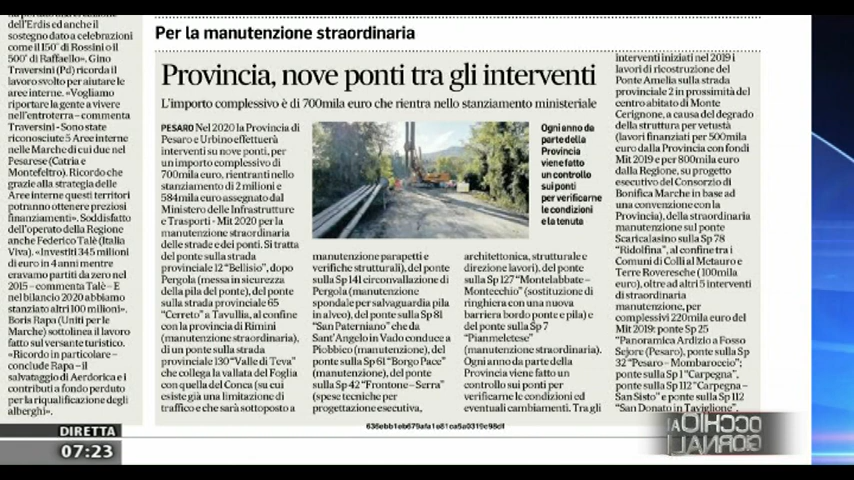 dell'Erdis ed anche il
sostegno dato a celebrazioni
come il 150° di Rossini o il
500° di Raffaello». Gino
Traversini (Pd) ricorda il
lavoro svolto per aiutare le
aree interne. «Vogliamo
riportare la gente a vivere
nell'entroterra – commenta
Traversini - Sono state
riconosciute 5 Aree interne
nelle Marche di cui due nel
Pesarese (Catria e
Montefeltro). Ricordo che
grazie alla strategia delle
Aree interne questi territori
potranno ottenere preziosi
finanziamenti». Soddisfatto
dell'operato della Regione
anche Federico Talè (Italia
Viva). «Investiti 345 milioni
di euro in 4 anni mentre
eravamo partiti da zero nel
2015 – commenta Talè – E
nel bilancio 2020 abbiamo
stanziato altri 100 milioni».
Boris Rapa (Uniti per le
Marche) sottolinea il lavoro
fatto sul versante turistico.
«Ricordo in particolare –
conclude Rapa – il
salvataggio di Aerdorica e i
contributi a fondo perduto
per la riqualificazione degli
alberghi».
Per la manutenzione straordinaria
Provincia, nove ponti tra gli interventi
L'importo complessivo è di 700mila euro che rientra nello stanziamento ministeriale
PESARO Nel 2020 la Provincia di
Pesaro e Urbino effettuerà
interventi su nove ponti, per
un importo complessivo di
700mila euro, rientranti nello
stanziamento di 2 milioni e
584mila euro assegnato dal
Ministero delle Infrastrutture
e Trasporti - Mit 2020 per la
manutenzione straordinaria
delle strade e dei ponti. Si tratta
del ponte sulla strada
provinciale 12 "Bellisio", dopo
Pergola (messa in sicurezza
della pila del ponte), del ponte
sulla strada provinciale 65
"Cerreto" a Tavullia, al confine
con la provincia di Rimini
(manutenzione straordinaria),
di un ponte sulla strada
provinciale 130 "Valle di Teva"
che collega la vallata del Foglia
con quella del Conca (su cui
esiste già una limitazione di
traffico e che sarà sottoposto a
manutenzione parapetti e
verifiche strutturali), del ponte
sulla Sp 141 circonvallazione di
Pergola (manutenzione
spondale per salvaguardia pila
in alveo), del ponte sulla Sp 81
"San Paterniano" che da
Sant'Angelo in Vado conduce a
Piobbico (manutenzione), del
ponte sulla Sp 61 "Borgo Pace"
(manutenzione), del ponte
sulla Sp 42 "Frontone – Serra"
(spese tecniche per
progettazione esecutiva,
Ogni anno da
parte della
Provincia
viene fatto
un controllo
sui ponti
per verificarne
le condizioni
e la tenuta
architettonica, strutturale e
direzione lavori), del ponte
sulla Sp 127 "Montelabbate –
Montecchio" (sostituzione di
ringhiera con una nuova
barriera bordo ponte e pila) e
del ponte sulla Sp 7
"Pianmeletese"
(manutenzione straordinaria).
Ogni anno da parte della
Provincia viene fatto un
controllo sui ponti per
verificarne le condizioni ed
eventuali cambiamenti. Tra gli
interventi iniziati nel 2019 i
lavori di ricostruzione del
Ponte Amelia sulla strada
provinciale 2 in prossimità del
centro abitato di Monte
Cerignone, a causa del degrado
della struttura per vetustà
(lavori finanziati per 500mila
euro dalla Provincia con fondi
Mit 2019 e per 800mila euro
dalla Regione, su progetto
esecutivo del Consorzio di
Bonifica Marche in base ad
una convenzione con la
Provincia), della straordinaria
manutenzione sul ponte
Scaricalasino sulla Sp 78
"Ridolfina", al confine tra i
Comuni di Colli al Metauro e
Terre Roveresche (100mila
euro), oltre ad altri 5 interventi
di straordinaria
manutenzione, per
complessivi 220mila euro del
Mit 2019: ponte Sp 25
"Panoramica Ardizio a Fosso
Sejore (Pesaro), ponte sulla Sp
32 "Pesaro – Mombaroccio";
ponte sulla Sp 1 "Carpegna",
ponte sulla Sp 112 "Carpegna –
San Sisto" e ponte sulla Sp 112
"San Donato in Taviglione".
DIRETTA
07:23
OCCHIO AI
GIORNALI